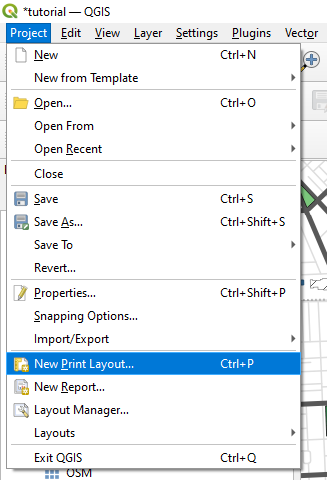 *tutorial — QGIS
Project Edit View Layer Settings Plugins Vector
New Ctrl+N
New from Template
Open... Ctrl+O
Open From
Open Recent
Close
Save Ctrl+S
Save As... Ctrl+Shift+S
Save To
Revert...
Properties... Ctrl+Shift+P
Snapping Options...
Import/Export
New Print Layout... Ctrl+P
New Report...
Layout Manager...
Layouts
Exit QGIS Ctrl+Q
OSM